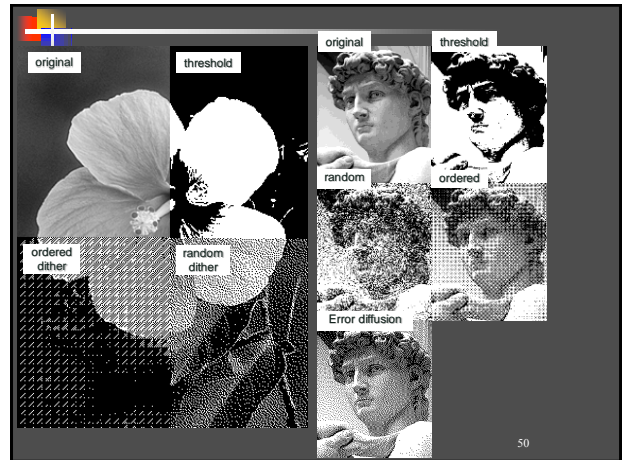 original
threshold
ordered
dither
random
dither
original
threshold
random
ordered
Error diffusion
50